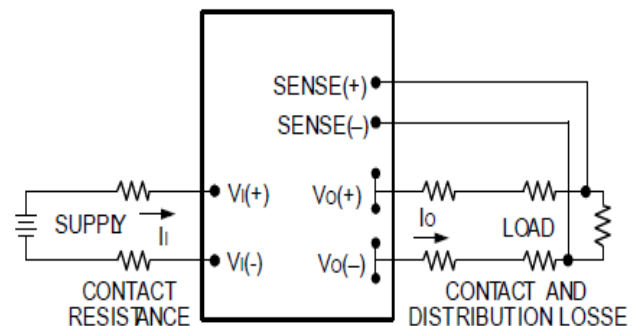 SENSE(+)
SENSE(–)
VI(+)
VO(+)
SUPPLY
II
IO
LOAD
VI(-)
VO(–)
CONTACT
RESISTANCE
CONTACT AND
DISTRIBUTION LOSSE